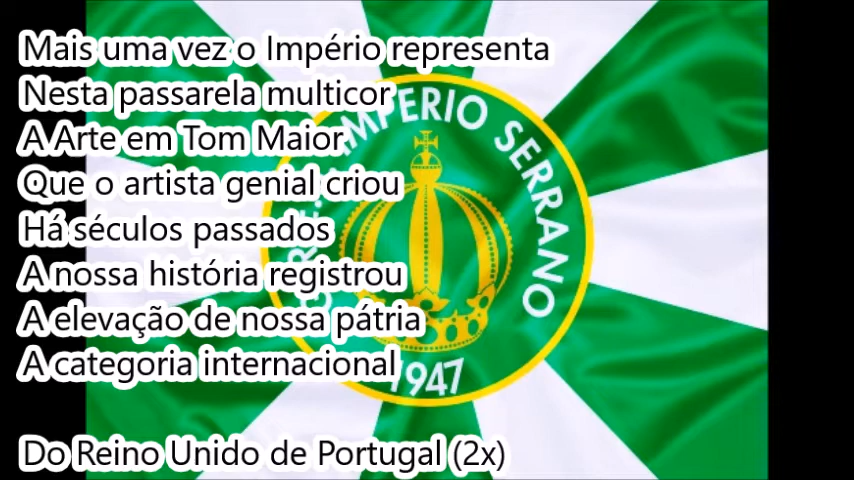 Mais uma vez o Império representa
Nesta passarela multicor
A Arte em Tom Maior
Que o artista genial criou
Há séculos passados
A nossa história registrou
A elevação de nossa pátria
A categoria internacional
Do Reino Unido de Portugal (2x)
IMPERIO SERRANO
1947